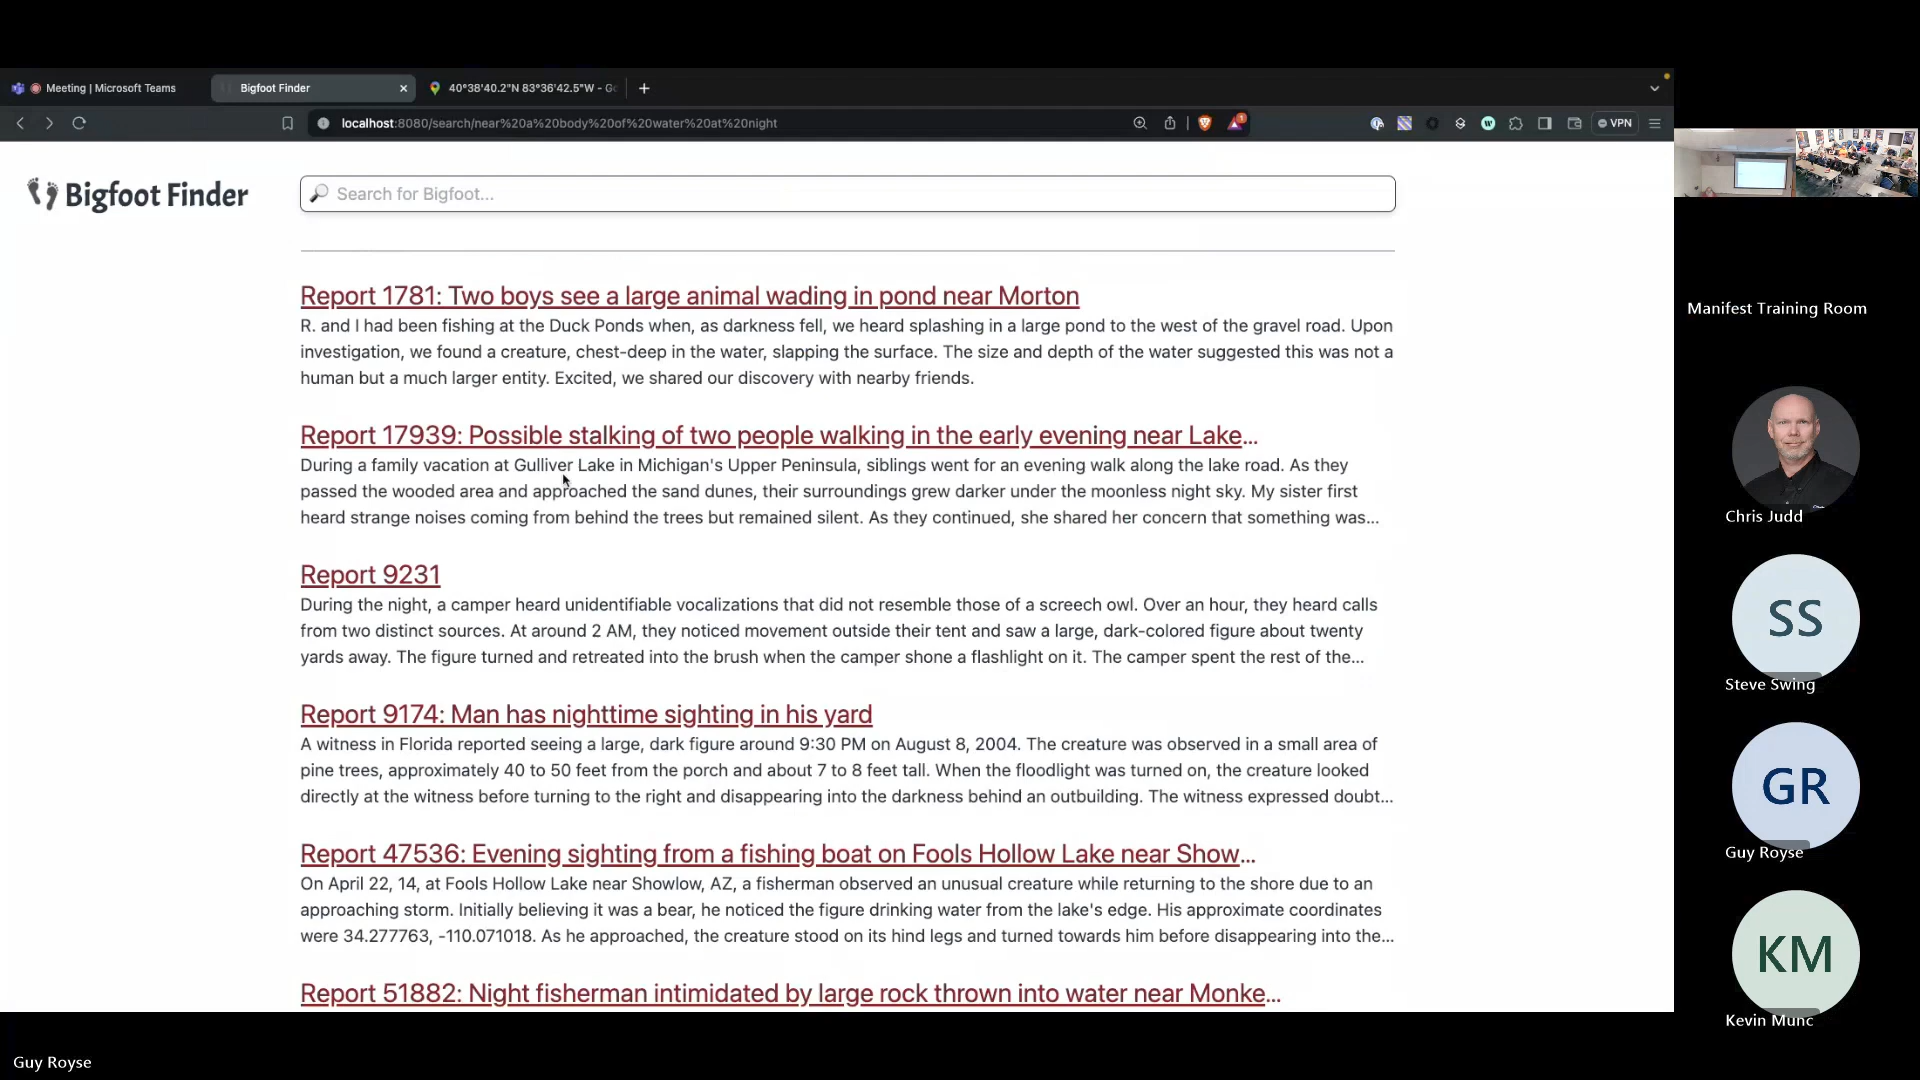 Meeting | Microsoft Teams
Bigfoot Finder
40°38'40.2"N 83°36'42.5"W - Go
localhost:8080/search/near%20a%20body%20of%20water%20at%20night
1
VPN
Bigfoot Finder
Search for Bigfoot...
Report 1781: Two boys see a large animal wading in pond near Morton
R. and I had been fishing at the Duck Ponds when, as darkness fell, we heard splashing in a large pond to the west of the gravel road. Upon
investigation, we found a creature, chest-deep in the water, slapping the surface. The size and depth of the water suggested this was not a
human but a much larger entity. Excited, we shared our discovery with nearby friends.
Report 17939: Possible stalking of two people walking in the early evening near Lake...
During a family vacation at Gulliver Lake in Michigan's Upper Peninsula, siblings went for an evening walk along the lake road. As they
passed the wooded area and approached the sand dunes, their surroundings grew darker under the moonless night sky. My sister first
heard strange noises coming from behind the trees but remained silent. As they continued, she shared her concern that something was...
Report 9231
During the night, a camper heard unidentifiable vocalizations that did not resemble those of a screech owl. Over an hour, they heard calls
from two distinct sources. At around 2 AM, they noticed movement outside their tent and saw a large, dark-colored figure about twenty
yards away. The figure turned and retreated into the brush when the camper shone a flashlight on it. The camper spent the rest of the...
Report 9174: Man has nighttime sighting in his yard
A witness in Florida reported seeing a large, dark figure around 9:30 PM on August 8, 2004. The creature was observed in a small area of
pine trees, approximately 40 to 50 feet from the porch and about 7 to 8 feet tall. When the floodlight was turned on, the creature looked
directly at the witness before turning to the right and disappearing into the darkness behind an outbuilding. The witness expressed doubt...
Report 47536: Evening sighting from a fishing boat on Fools Hollow Lake near Show...
On April 22, 14, at Fools Hollow Lake near Showlow, AZ, a fisherman observed an unusual creature while returning to the shore due to an
approaching storm. Initially believing it was a bear, he noticed the figure drinking water from the lake's edge. His approximate coordinates
were 34.277763, -110.071018. As he approached, the creature stood on its hind legs and turned towards him before disappearing into the...
Report 51882: Night fisherman intimidated by large rock thrown into water near Monke...
Manifest Training Room
Chris Judd
SS
Steve Swing
GR
Guy Royse
KM
Kevin Munc
Guy Royse